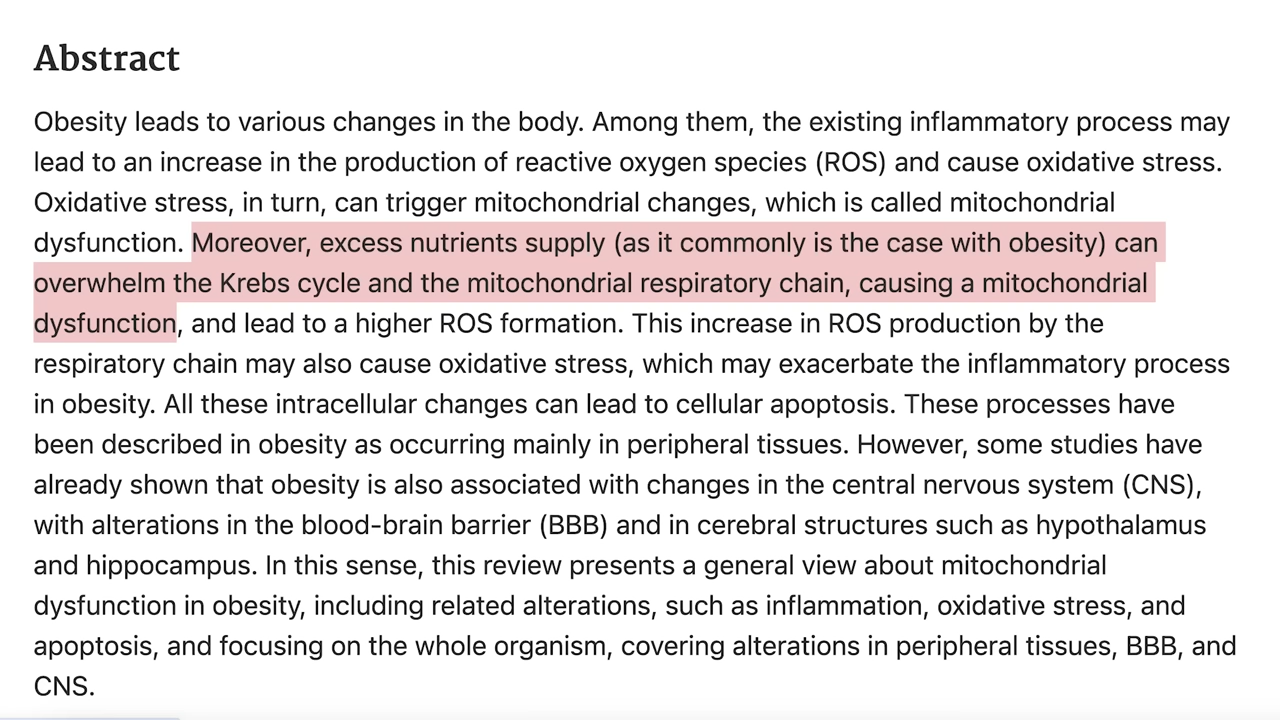 Abstract
Obesity leads to various changes in the body. Among them, the existing inflammatory process may
lead to an increase in the production of reactive oxygen species (ROS) and cause oxidative stress.
Oxidative stress, in turn, can trigger mitochondrial changes, which is called mitochondrial
dysfunction. Moreover, excess nutrients supply (as it commonly is the case with obesity) can
overwhelm the Krebs cycle and the mitochondrial respiratory chain, causing a mitochondrial
dysfunction, and lead to a higher ROS formation. This increase in ROS production by the
respiratory chain may also cause oxidative stress, which may exacerbate the inflammatory process
in obesity. All these intracellular changes can lead to cellular apoptosis. These processes have
been described in obesity as occurring mainly in peripheral tissues. However, some studies have
already shown that obesity is also associated with changes in the central nervous system (CNS),
with alterations in the blood-brain barrier (BBB) and in cerebral structures such as hypothalamus
and hippocampus. In this sense, this review presents a general view about mitochondrial
dysfunction in obesity, including related alterations, such as inflammation, oxidative stress, and
apoptosis, and focusing on the whole organism, covering alterations in peripheral tissues, BBB, and
CNS.